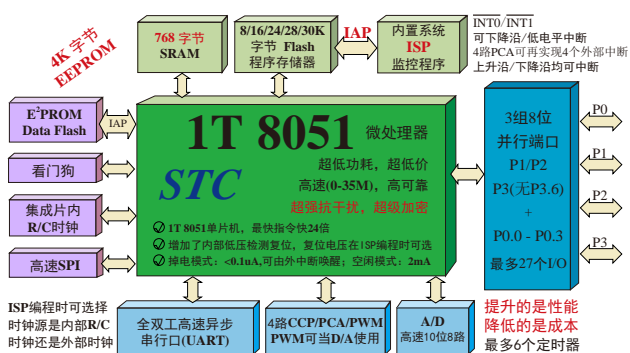 4K 字节
EEPROM
768 字节
SRAM
8/16/24/28/30K
字节 Flash
程序存储器
IAP
内置系统
ISP
监控程序
INT0/INT1
可下降沿/低电平中断
4路PCA可再实现4个外部中断
上升沿/下降沿均可中断
E²PROM
Data Flash
IAP
看门狗
集成片内
R/C时钟
高速SPI
1T 8051 微处理器
STC
超低功耗，超低价
高速(0-35M)，高可靠
超强抗干扰，超级加密
1T 8051单片机，最快指令快24倍
增加了内部低压检测复位，复位电压在ISP编程时可选
掉电模式：<0.1uA,可由外中断唤醒；空闲模式：2mA
3组8位
并行端口
P1/P2
P3(无P3.6)
+
P0.0 - P0.3
最多27个I/O
P0
P1
P2
P3
ISP编程时可选择
时钟源是内部R/C
时钟还是外部时钟
全双工高速异步
串行口(UART)
4路CCP/PCA/PWM
PWM可当D/A使用
A/D
高速10位8路
提升的是性能
降低的是成本
最多6个定时器